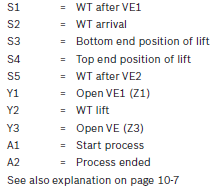 S1 = WT after VE1
S2 = WT arrival
S3 = Bottom end position of lift
S4 = Top end position of lift
S5 = WT after VE2
Y1 = Open VE1 (Z1)
Y2 = WT lift
Y3 = Open VE (Z3)
A1 = Start process
A2 = Process ended
See also explanation on page 10-7